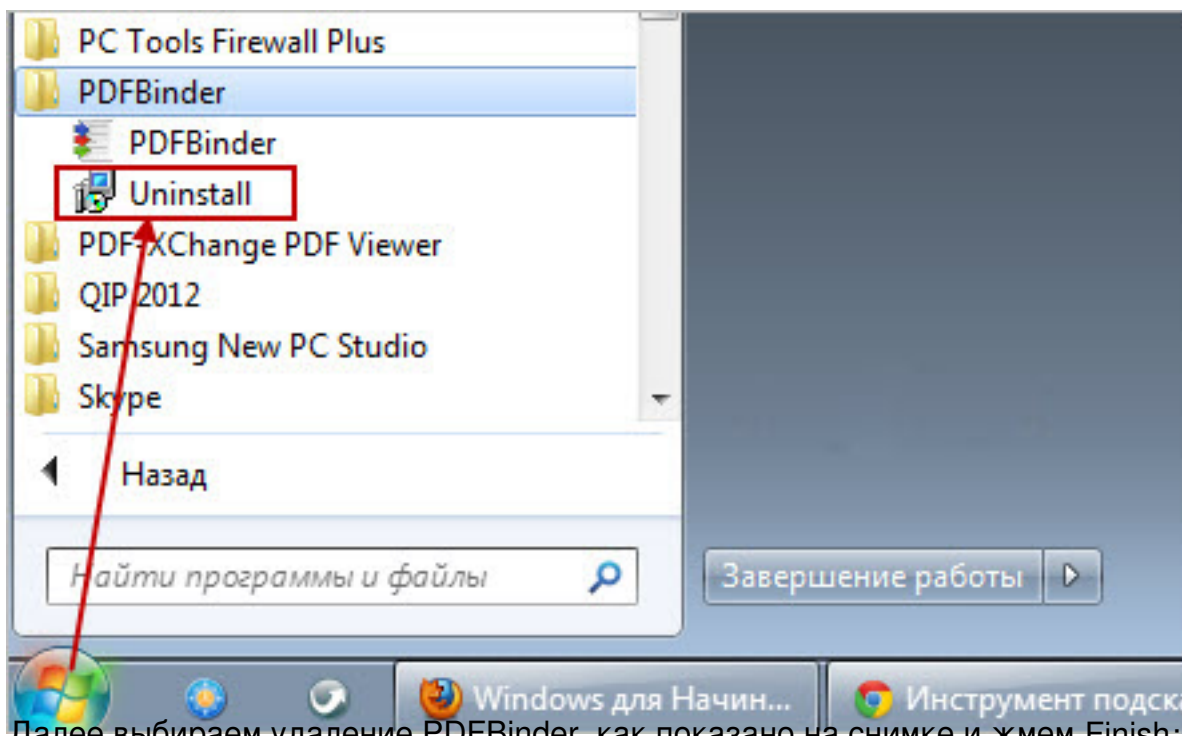 PC Tools Firewall Plus
PDFBinder
PDFBinder
Uninstall
PDF-XChange PDF Viewer
QIP 2012
Samsung New PC Studio
Skype
Назад
Найти программы и файлы
Завершение работы
Windows для Начин...
Инструмент подска
Далее выбираем удаление PDFBinder, как показано на снимке и жмем Finish: